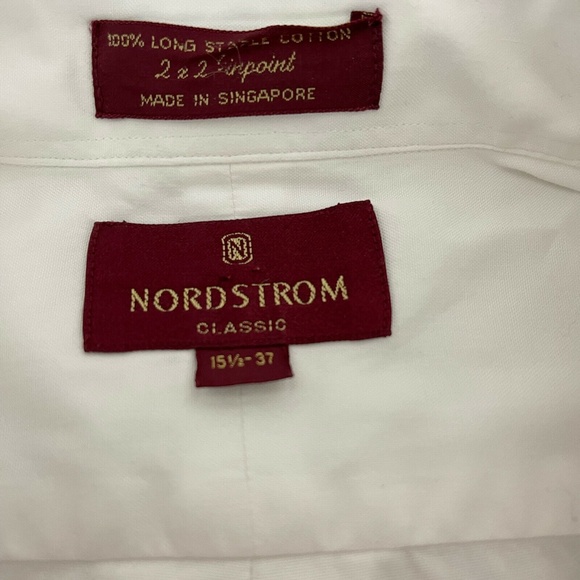 100% LONG STAPLE COTTON
2 x 2 Pinpoint
MADE IN SINGAPORE
N
NORDSTROM
CLASSIC
15½-37